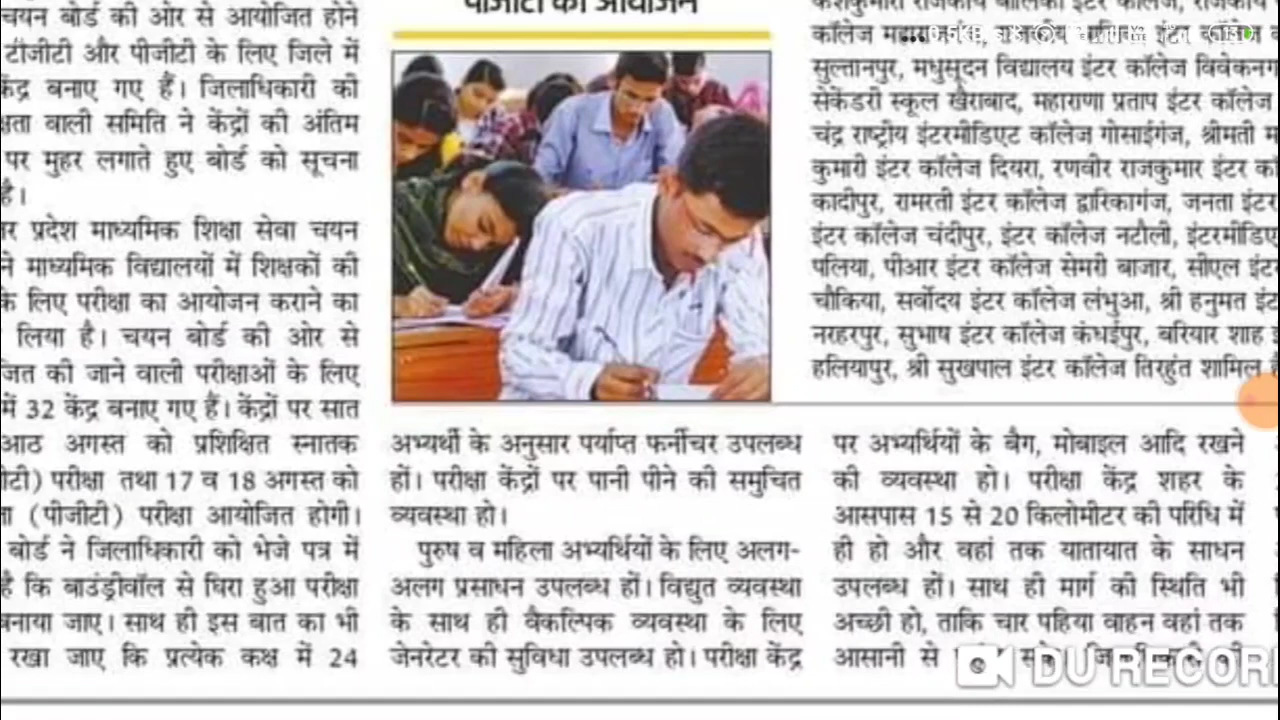 चयन बोर्ड की ओर से आयोजित होने
टीजीटी और पीजीटी के लिए जिले में
केंद्र बनाए गए हैं। जिलाधिकारी की
वाली समिति ने केंद्रों की अंतिम
पर मुहर लगाते हुए बोर्ड को सूचना
है।
प्रदेश माध्यमिक शिक्षा सेवा चयन
ने माध्यमिक विद्यालयों में शिक्षकों की
के लिए परीक्षा का आयोजन कराने का
लिया है। चयन बोर्ड की ओर से
की जाने वाली परीक्षाओं के लिए
में 32 केंद्र बनाए गए हैं। केंद्रों पर सात
आठ अगस्त को प्रशिक्षित स्नातक
परीक्षा तथा 17 व 18 अगस्त को
(पीजीटी) परीक्षा आयोजित होगी।
बोर्ड ने जिलाधिकारी को भेजे पत्र में
है कि बाउंड्रीवॉल से घिरा हुआ परीक्षा
बनाया जाए। साथ ही इस बात का भी
रखा जाए कि प्रत्येक कक्ष में 24
पीजीटी का आयोजन
अभ्यर्थी के अनुसार पर्याप्त फर्नीचर उपलब्ध
हों। परीक्षा केंद्रों पर पानी पीने की समुचित
व्यवस्था हो।
पुरुष व महिला अभ्यर्थियों के लिए अलग-
अलग प्रसाधन उपलब्ध हों। विद्युत व्यवस्था
के साथ ही वैकल्पिक व्यवस्था के लिए
जेनरेटर की सुविधा उपलब्ध हो। परीक्षा केंद्र
इंटर कॉलेज, राजकीय
कॉलेज
सुल्तानपुर, मधुसूदन विद्यालय इंटर कॉलेज
सेकेंडरी स्कूल खैराबाद, महाराणा प्रताप इंटर कॉलेज
चंद्र राष्ट्रीय इंटरमीडिएट कॉलेज गोसाईगंज, श्रीमती
कुमारी इंटर कॉलेज दियरा, रणवीर राजकुमार इंटर
कादीपुर, रामरती इंटर कॉलेज द्वारिकागंज, जनता इंटर
इंटर कॉलेज चंदीपुर, इंटर कॉलेज नटौली,
पलिया, पीआर इंटर कॉलेज सेमरी बाजार, सीएल
चौकिया, सर्वोदय इंटर कॉलेज लंभुआ, श्री हनुमत
नरहरपुर, सुभाष इंटर कॉलेज कंधईपुर, बरियार शाह
हलियापुर, श्री सुखपाल इंटर कॉलेज तिरहुंत शामिल
पर अभ्यर्थियों के बैग, मोबाइल आदि रखने
की व्यवस्था हो। परीक्षा केंद्र शहर के
आसपास 15 से 20 किलोमीटर की परिधि में
ही हो और वहां तक यातायात के साधन
उपलब्ध हों। साथ ही मार्ग की स्थिति भी
अच्छी हो, ताकि चार पहिया वाहन वहां तक
आसानी से
DU RECOR